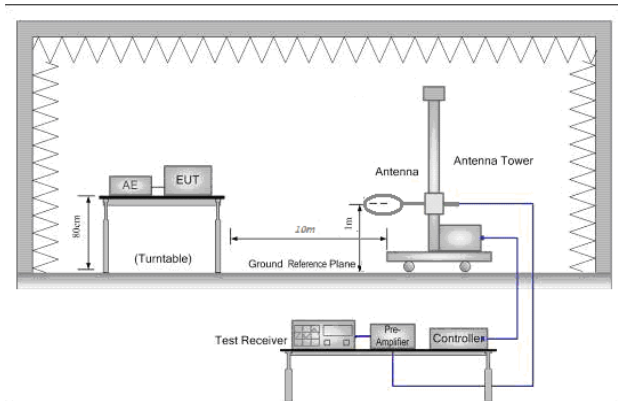 AE
EUT
80cm
(Turntable)
10m
Ground Reference Plane
1m
Antenna
Antenna Tower
Test Receiver
Pre-
Amplifier
Controller